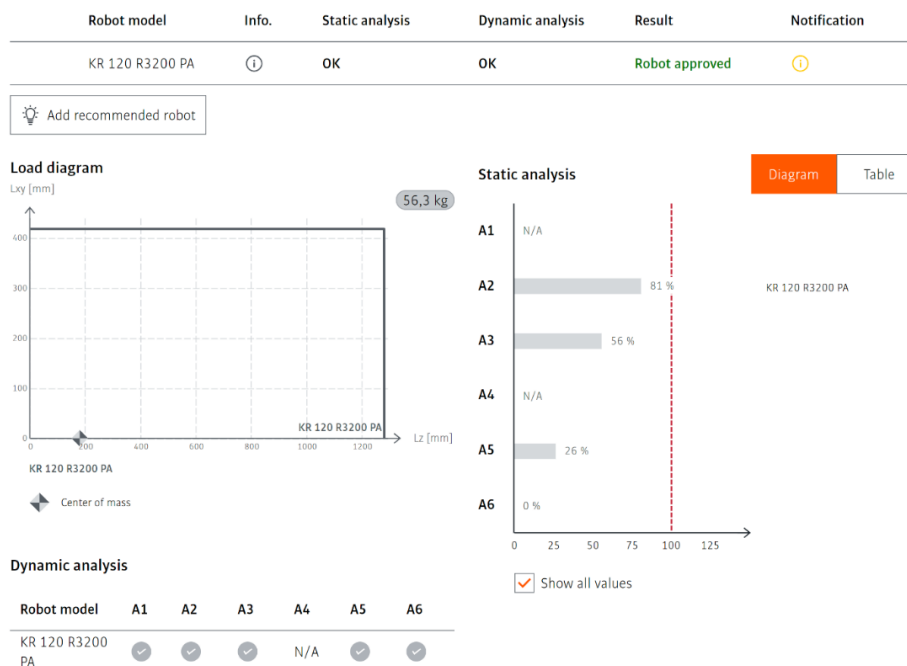 Robot model Info. Static analysis Dynamic analysis Result Notification
KR 120 R3200 PA OK OK Robot approved
Add recommended robot
Load diagram
Lxy [mm]
56,3 kg
400
300
200
100
0
KR 120 R3200 PA
0 200 400 600 800 1000 1200 Lz [mm]
KR 120 R3200 PA
Center of mass
Static analysis
Diagram Table
A1 N/A
A2 81 %
KR 120 R3200 PA
A3 56 %
A4 N/A
A5 26 %
A6 0 %
0 25 50 75 100 125
Show all values
Dynamic analysis
Robot model A1 A2 A3 A4 A5 A6
KR 120 R3200
PA
N/A